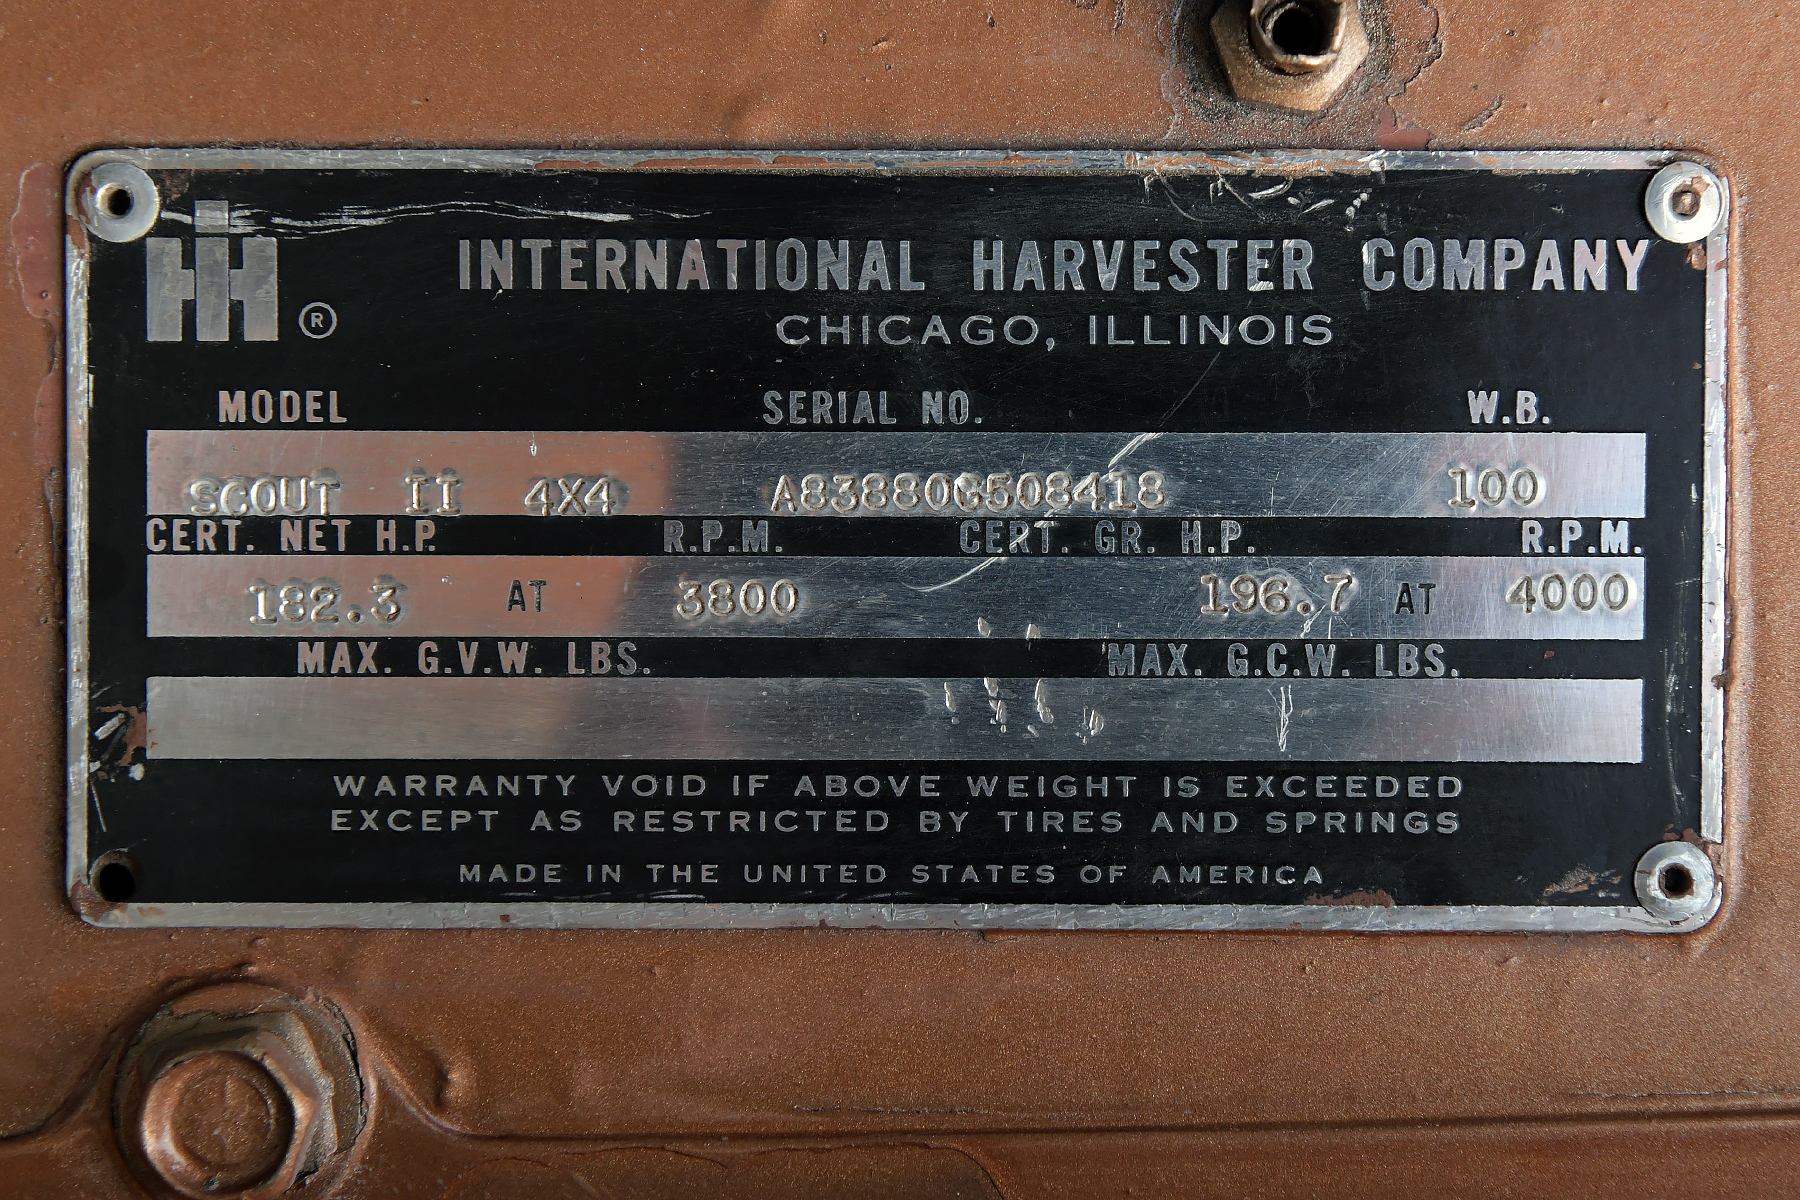 IH ®
INTERNATIONAL HARVESTER COMPANY
CHICAGO, ILLINOIS
MODEL SERIAL NO. W.B.
SCOUT II 4X4 A83880G508418 100
CERT. NET H.P. R.P.M. CERT. GR. H.P. R.P.M.
182.3 AT 3800 196.7 AT 4000
MAX. G.V.W. LBS. MAX. G.C.W. LBS.
WARRANTY VOID IF ABOVE WEIGHT IS EXCEEDED
EXCEPT AS RESTRICTED BY TIRES AND SPRINGS
MADE IN THE UNITED STATES OF AMERICA